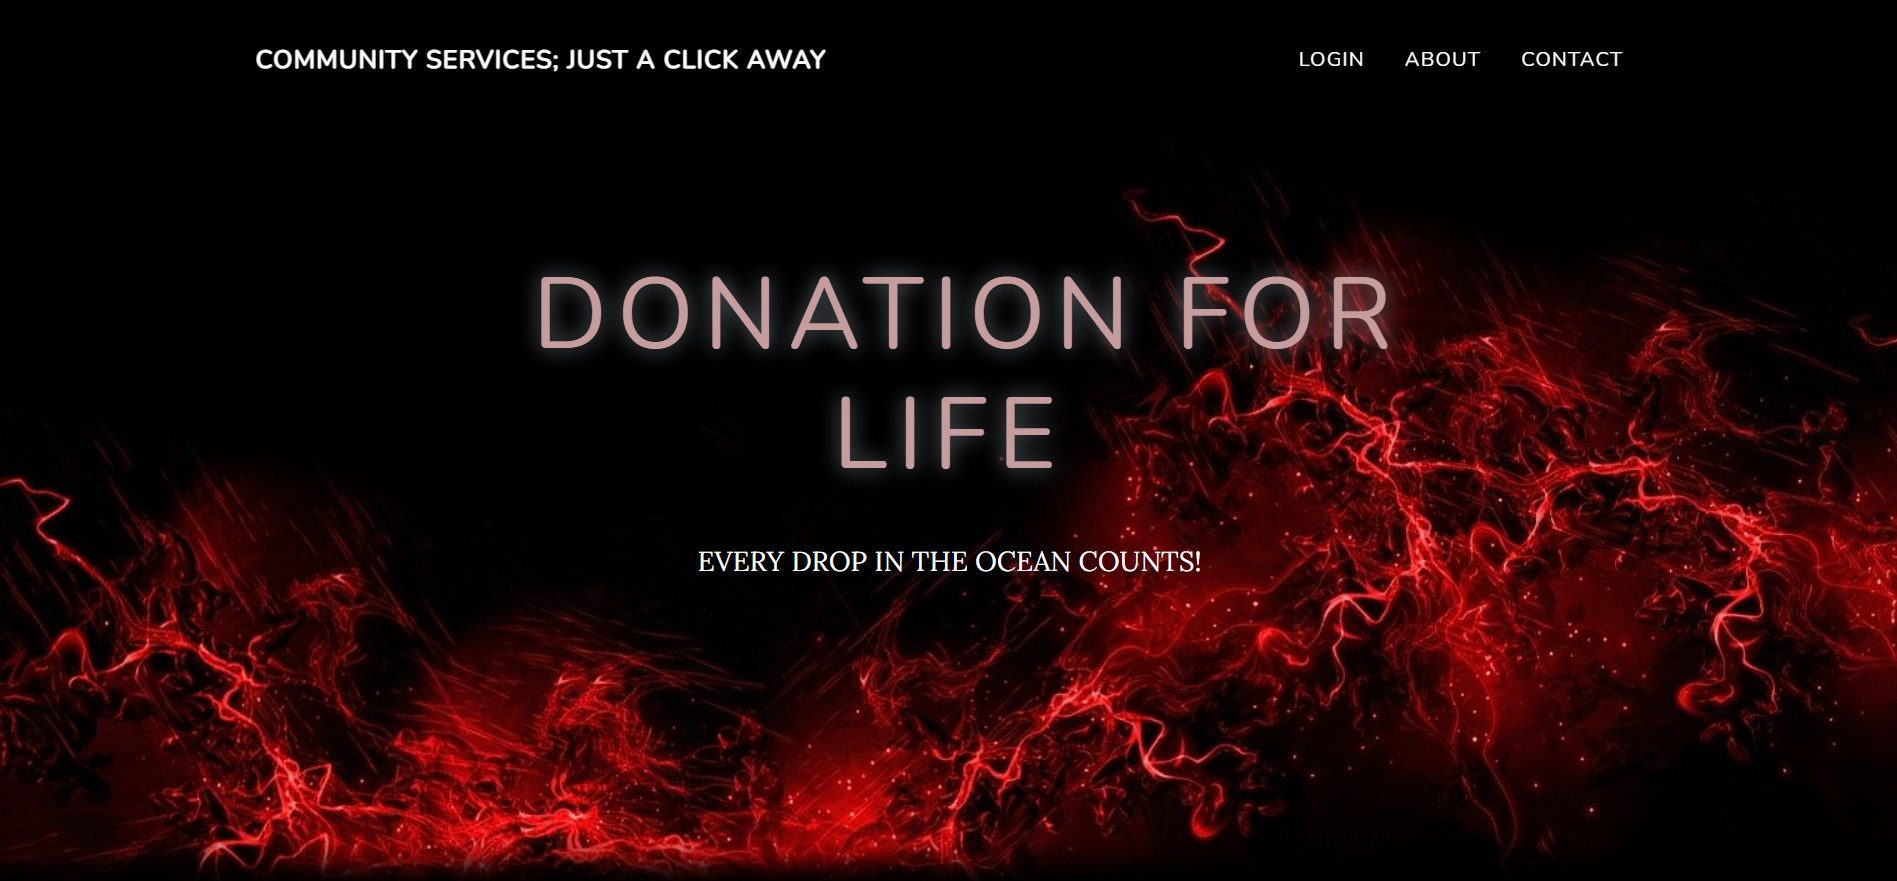 COMMUNITY SERVICES; JUST A CLICK AWAY
LOGIN ABOUT CONTACT
DONATION FOR
LIFE
EVERY DROP IN THE OCEAN COUNTS!